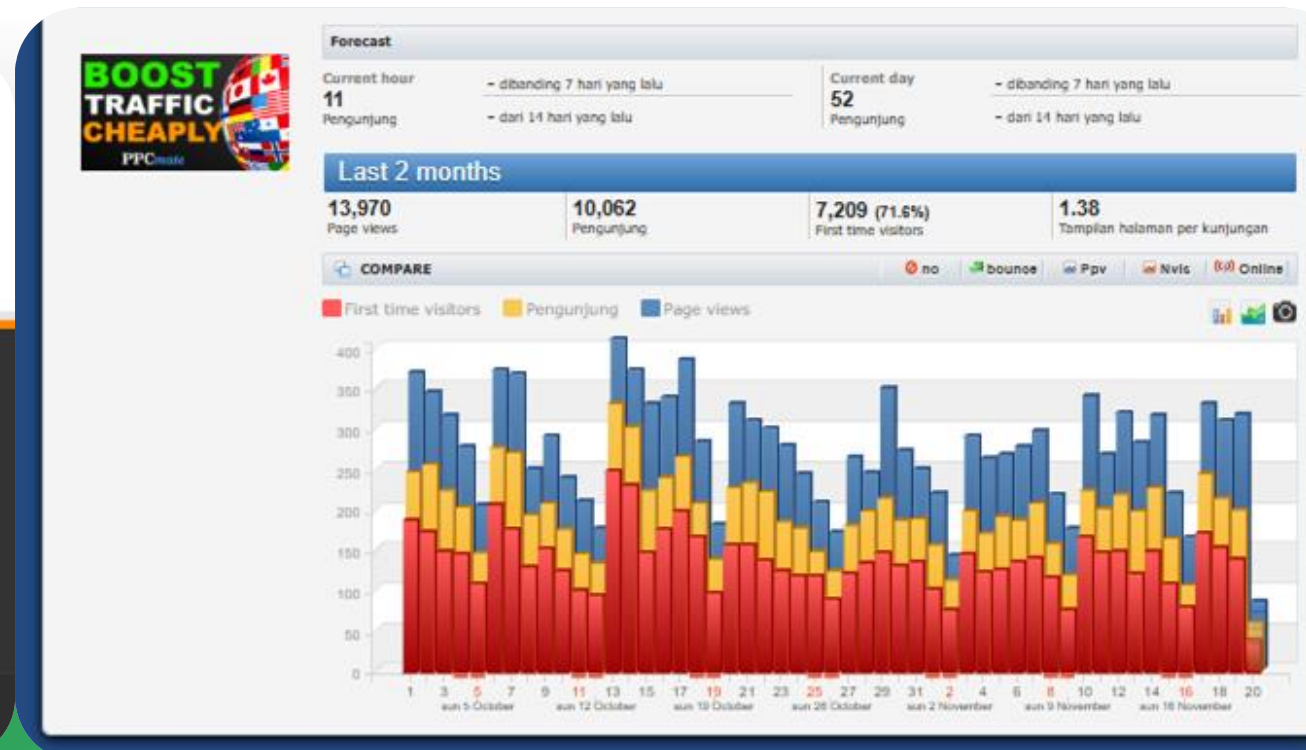 BOOST
TRAFFIC
CHEAPLY
PPCmate
Forecast
Current hour
11
Pengunjung
- dibanding 7 hari yang lalu
- dari 14 hari yang lalu
Current day
52
Pengunjung
- dibanding 7 hari yang lalu
- dari 14 hari yang lalu
Last 2 months
13,970
Page views
10,062
Pengunjung
7,209 (71.6%)
First time visitors
1.38
Tampilan halaman per kunjungan
COMPARE no bounce Ppv Nvis Online
First time visitors Pengunjung Page views
400
350
300
250
200
150
100
50
0
1 3 5 7 9 11 13 15 17 19 21 23 25 27 29 31 2 4 6 8 10 12 14 16 18 20
sun 5 October sun 12 October sun 19 October sun 26 October sun 2 November sun 9 November sun 16 November